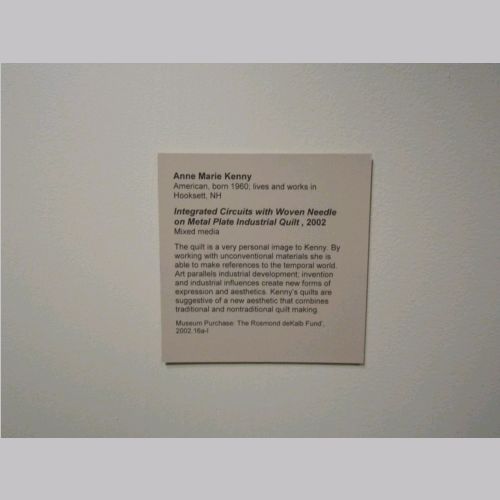 Anne Marie Kenny
American, born 1960; lives and works in
Hooksett, NH
Integrated Circuits with Woven Needle
on Metal Plate Industrial Quilt , 2002
Mixed media
The quilt is a very personal image to Kenny. By
working with unconventional materials she is
able to make references to the temporal world.
Art parallels industrial development; invention
and industrial influences create new forms of
expression and aesthetics. Kenny's quilts are
suggestive of a new aesthetic that combines
traditional and nontraditional quilt making.
Museum Purchase: The Rosmond deKalb Fund',
2002.16a-l